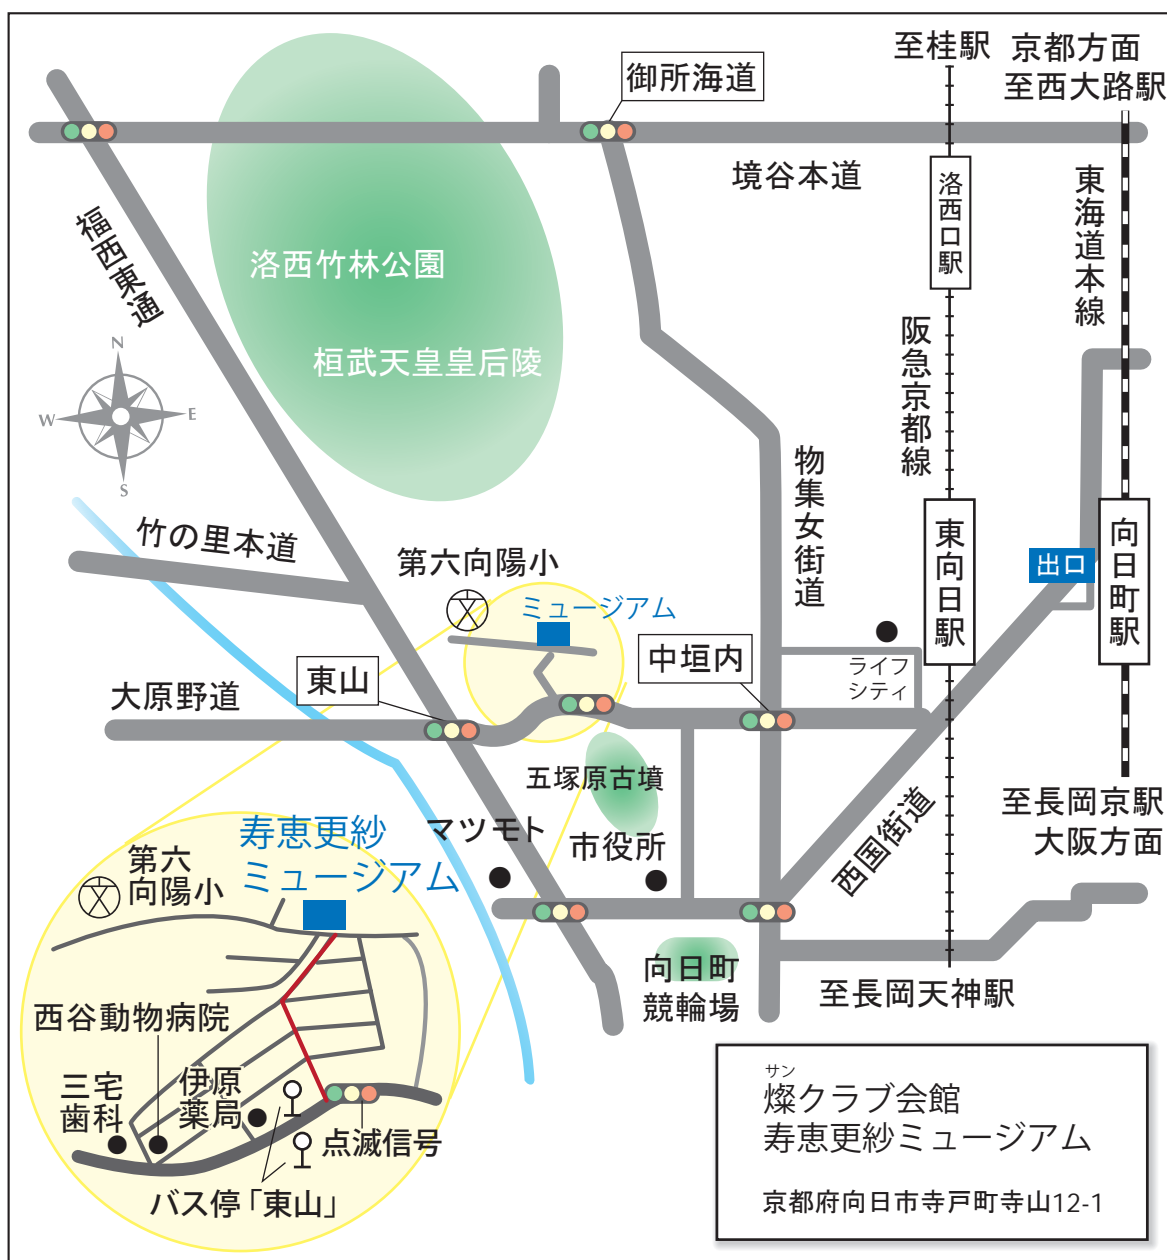 至桂駅
京都方面
至西大路駅
御所海道
境谷本道
洛西口駅
東海道本線
福西東通
洛西竹林公園
桓武天皇皇后陵
阪急京都線
N
W
E
S
物集女街道
竹の里本道
第六向陽小
ミュージアム
出口
東向日駅
向日町駅
ライフ
シティ
東山
中垣内
大原野道
五塚原古墳
マツモト
市役所
西国街道
至長岡京駅
大阪方面
寿恵更紗
ミュージアム
第六
向陽小
向日町
競輪場
至長岡天神駅
西谷動物病院
三宅
歯科
伊原
薬局
点滅信号
バス停「東山」
サン
燦クラブ会館
寿恵更紗ミュージアム
京都府向日市寺戸町寺山12-1